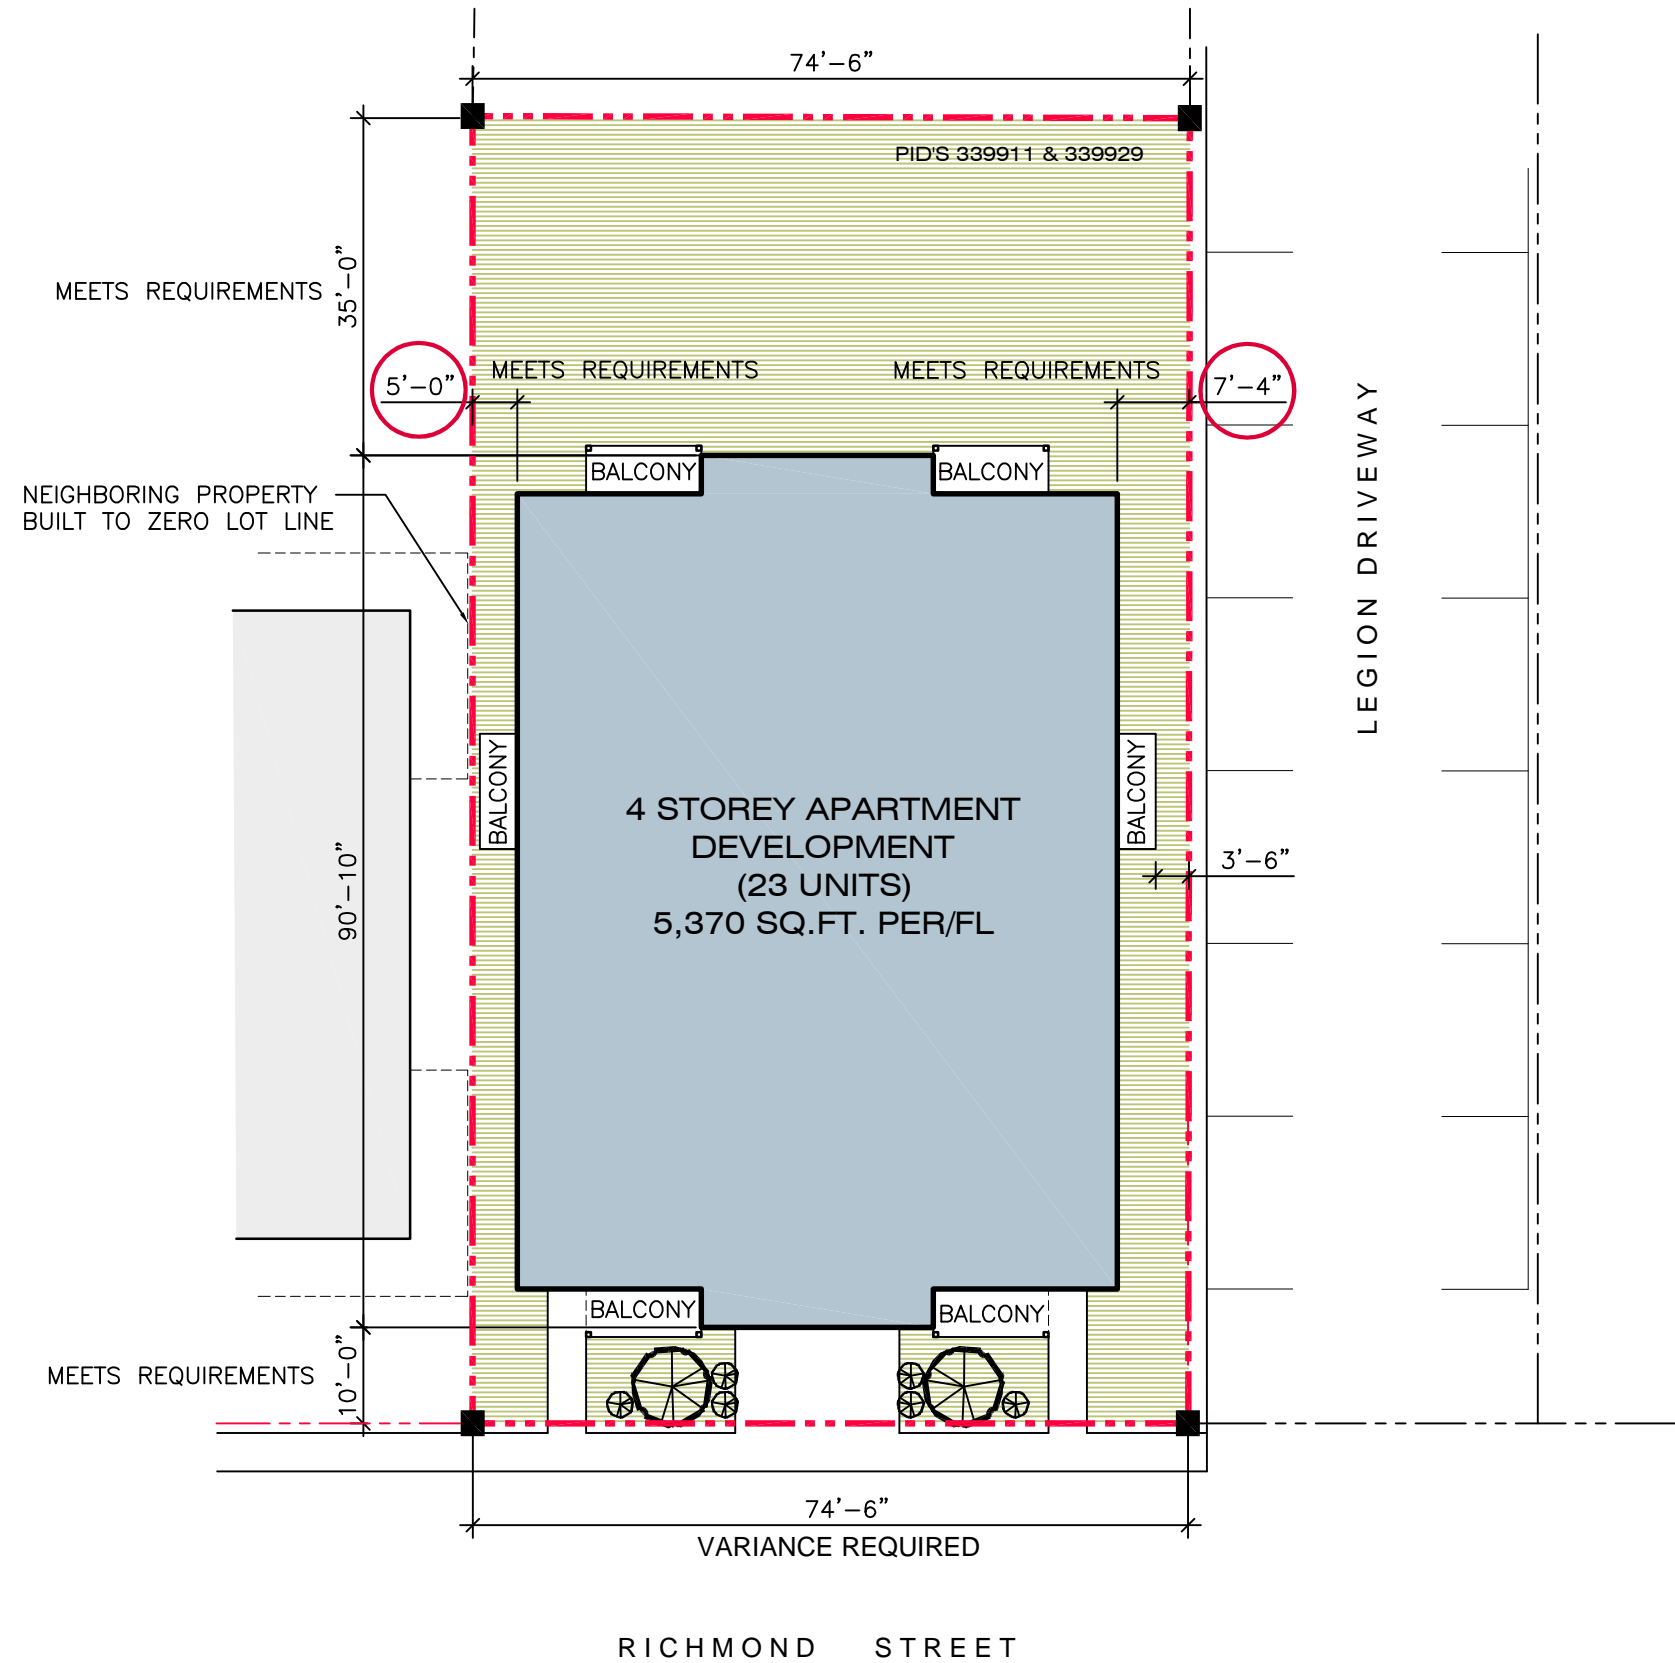 74’-6”
PID'S 339911 & 339929
MEETS REQUIREMENTS
35’-0”
MEETS REQUIREMENTS
MEETS REQUIREMENTS
5’-0”
7’-4”
BALCONY
BALCONY
NEIGHBORING PROPERTY
BUILT TO ZERO LOT LINE
LEGION DRIVEWAY
BALCONY
BALCONY
4 STOREY APARTMENT
DEVELOPMENT
(23 UNITS)
5,370 SQ.FT. PER/FL
3’-6”
90’-10”
BALCONY
BALCONY
MEETS REQUIREMENTS
10’-0”
74’-6”
VARIANCE REQUIRED
RICHMOND STREET